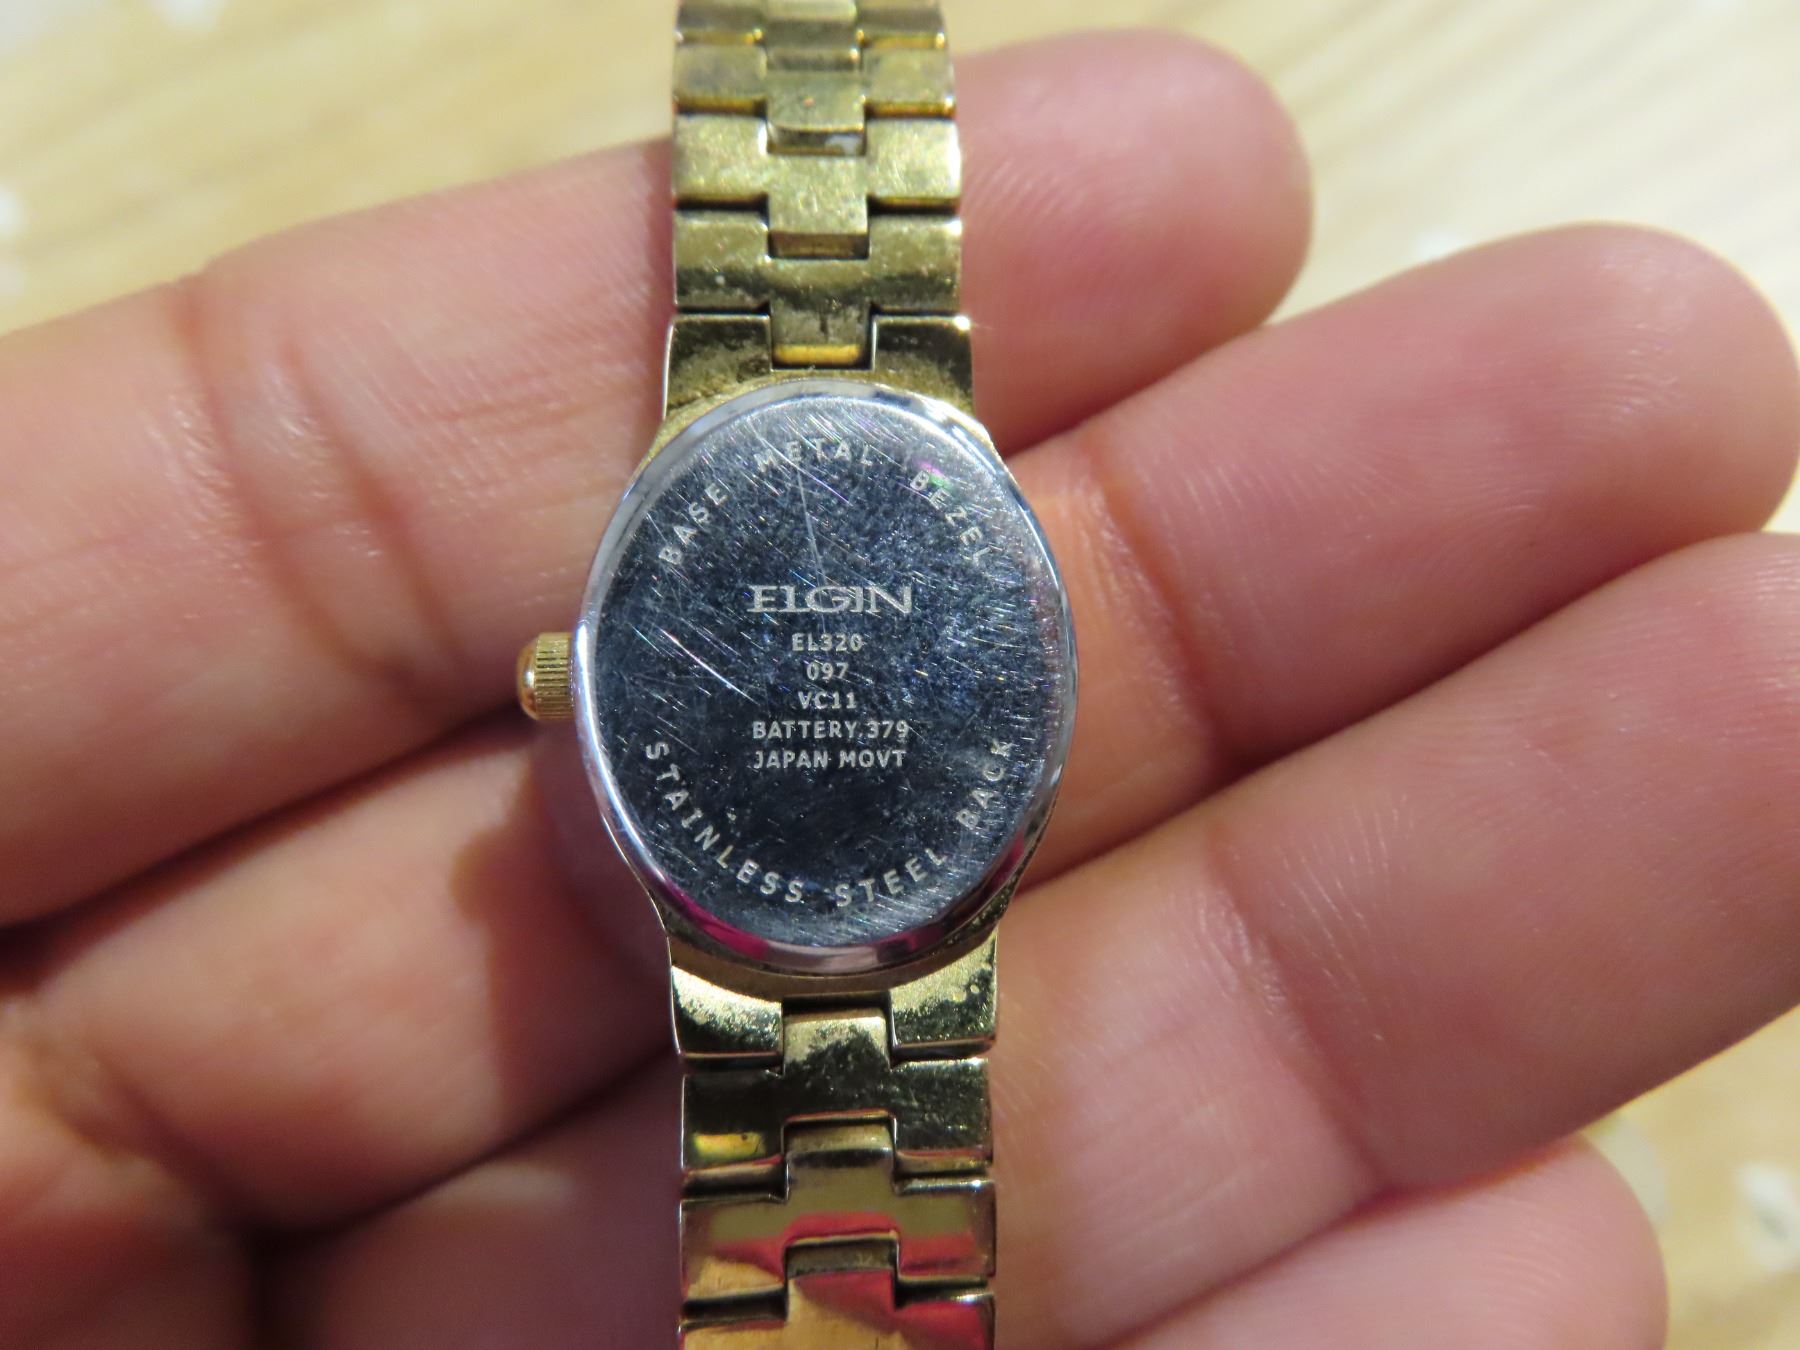 BASE METAL BEZEL
ELGIN
EL320
097
VC11
BATTERY 379
JAPAN MOVT
STAINLESS STEEL BACK